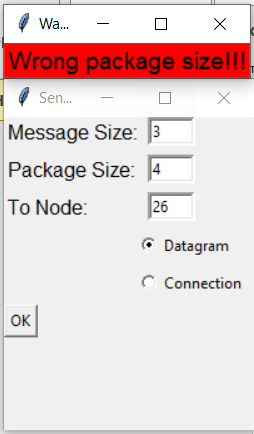 Wa...
Wrong package size!!!
Sen...
Message Size: 3
Package Size: 4
To Node: 26
Datagram
Connection
OK